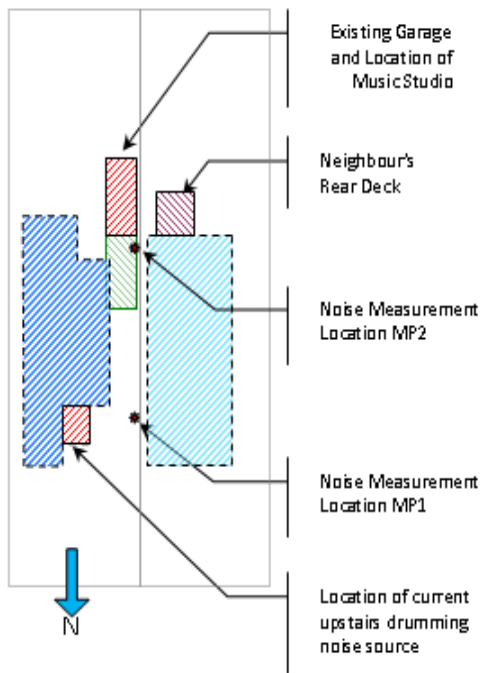 Existing Garage
and Location of
Music Studio
Neighbour's
Rear Deck
Noise Measurement
Location MP2
Noise Measurement
Location MP1
Location of current
upstairs drumming
noise source
N